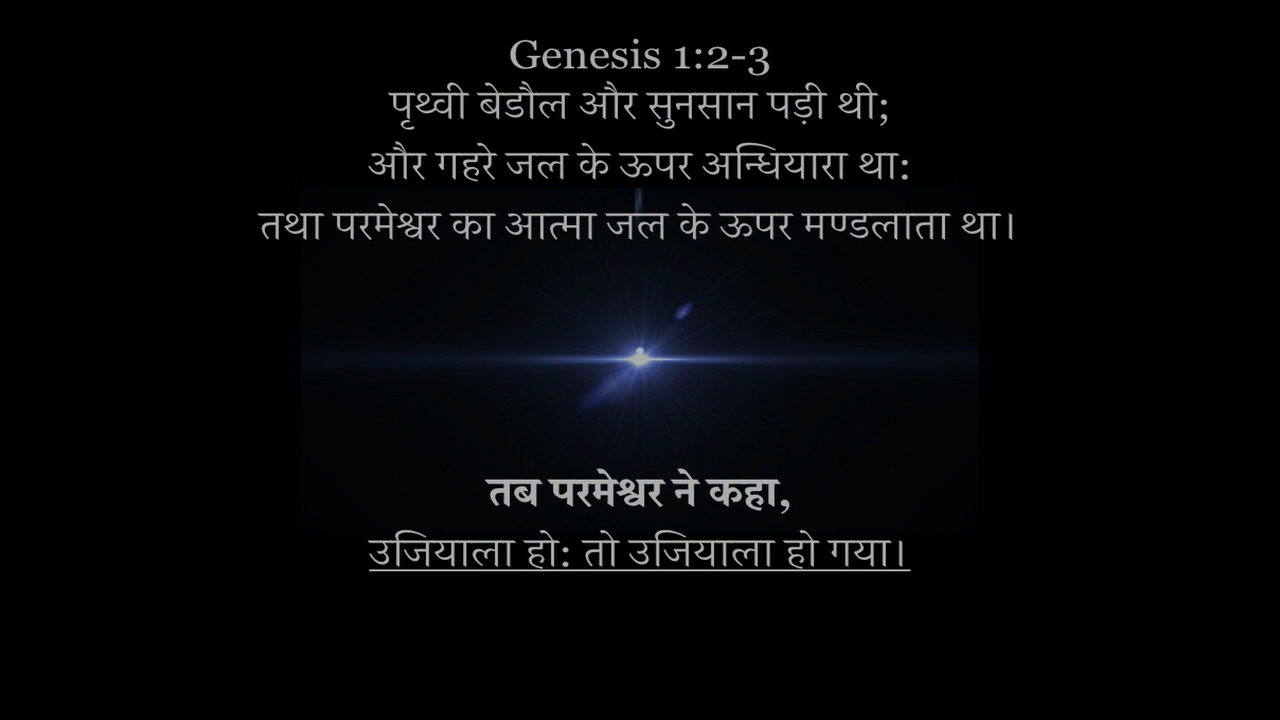 Genesis 1:2-3
पृथ्वी बेडौल और सुनसान पड़ी थी;
और गहरे जल के ऊपर अन्धियारा था:
तथा परमेश्वर का आत्मा जल के ऊपर मण्डलाता था।
तब परमेश्वर ने कहा,
उजियाला हो: तो उजियाला हो गया।